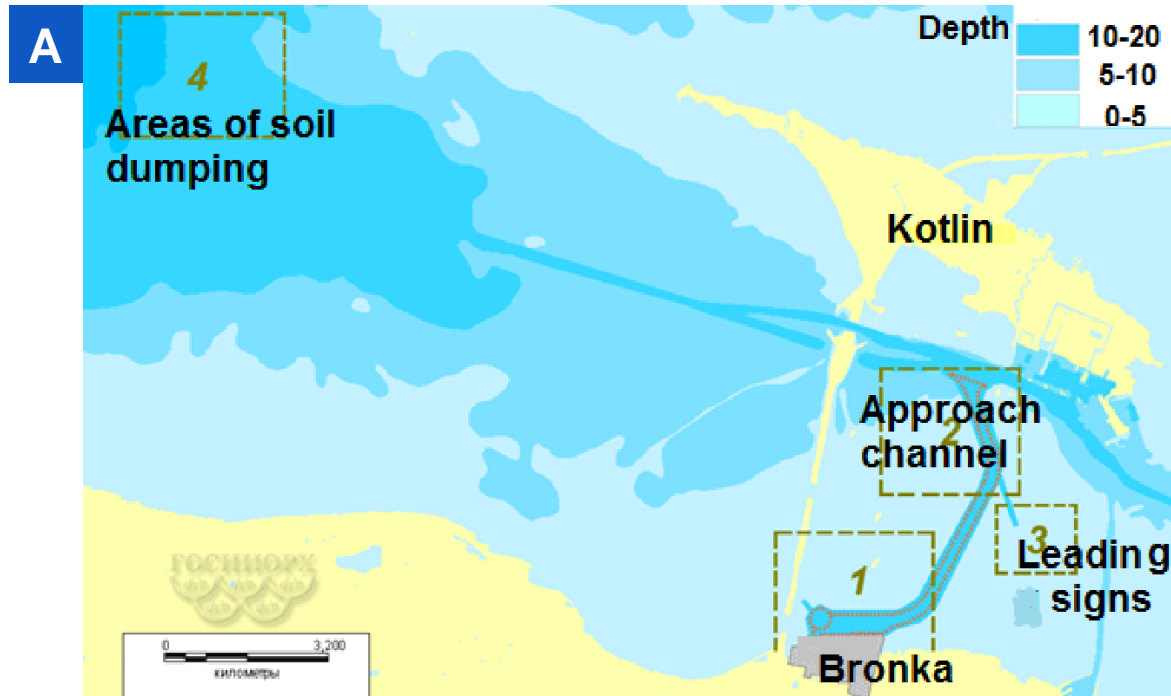 A
Depth
10-20
5-10
0-5
4
Areas of soil
dumping
Kotlin
Approach
2
channel
3
Leading
signs
1
ГОСНИОРХ
0 3,200
километры
Bronka